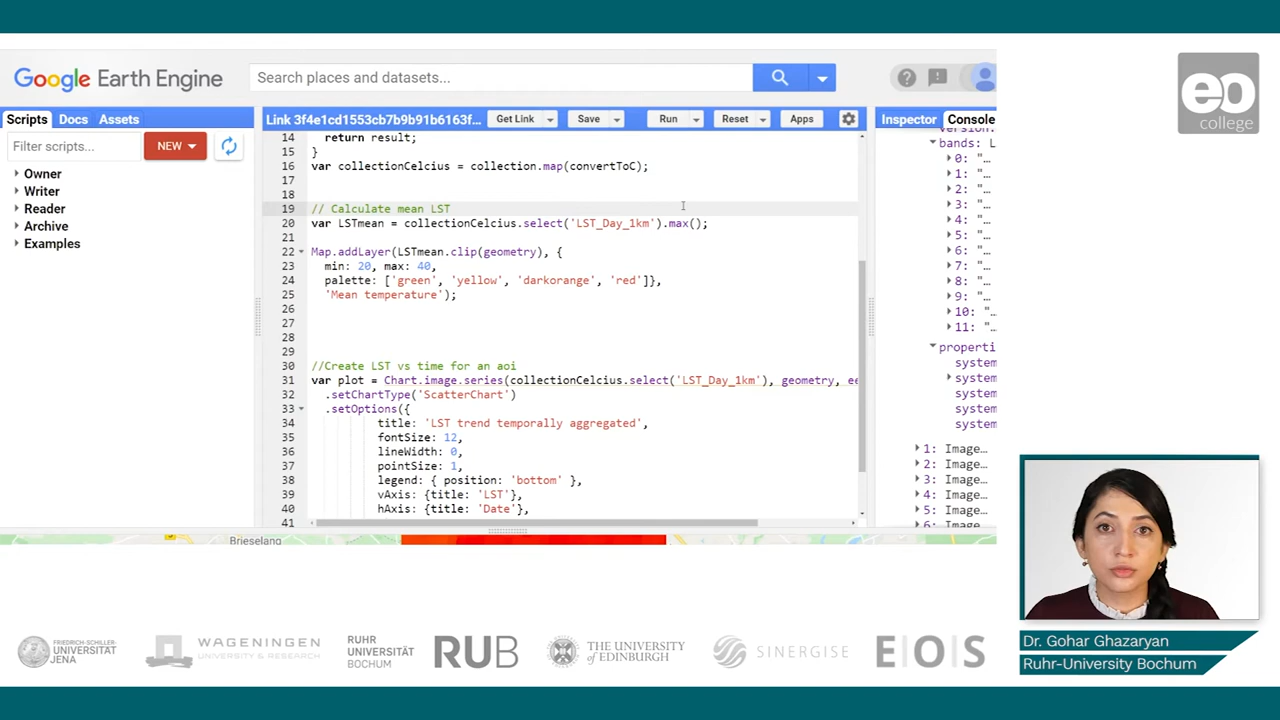 Google Earth Engine
Search places and datasets...
eo
college
Scripts
Docs
Assets
Link 3f4e1cd1553cb7b9b91b6163f...
Get Link
Save
Run
Reset
Apps
Inspector
Console
Filter scripts...
NEW
Owner
Writer
Reader
Archive
Examples
14 return result;
15 }
16 var collectionCelcius = collection.map(convertToC);
17
18
19 // Calculate mean LST
20 var LSTmean = collectionCelcius.select('LST_Day_1km').max();
21
22 Map.addLayer(LSTmean.clip(geometry), {
23 min: 20, max: 40,
24 palette: ['green', 'yellow', 'darkorange', 'red']},
25 'Mean temperature');
26
27
28
29
30 //Create LST vs time for an aoi
31 var plot = Chart.image.series(collectionCelcius.select('LST_Day_1km'), geometry, ee
32 .setChartType('ScatterChart')
33 .setOptions({
34 title: 'LST trend temporally aggregated',
35 fontSize: 12,
36 lineWidth: 0,
37 pointSize: 1,
38 legend: { position: 'bottom' },
39 vAxis: {title: 'LST'},
40 hAxis: {title: 'Date'},
41
version:
bands: L
0: "...
1: "...
2: "...
3: "...
4: "...
5: "...
6: "...
7: "...
8: "...
9: "...
10: "...
11: "...
properti
system
system
system
system
system
1: Image...
2: Image...
3: Image...
4: Image...
5: Image...
6: Image...
Brieselang
Dr. Gohar Ghazaryan
Ruhr-University Bochum
FRIEDRICH-SCHILLER-
UNIVERSITÄT
JENA
WAGENINGEN
UNIVERSITY & RESEARCH
RUHR
UNIVERSITÄT
BOCHUM
RUB
THE UNIVERSITY
of EDINBURGH
SINERGISE
E|O|S